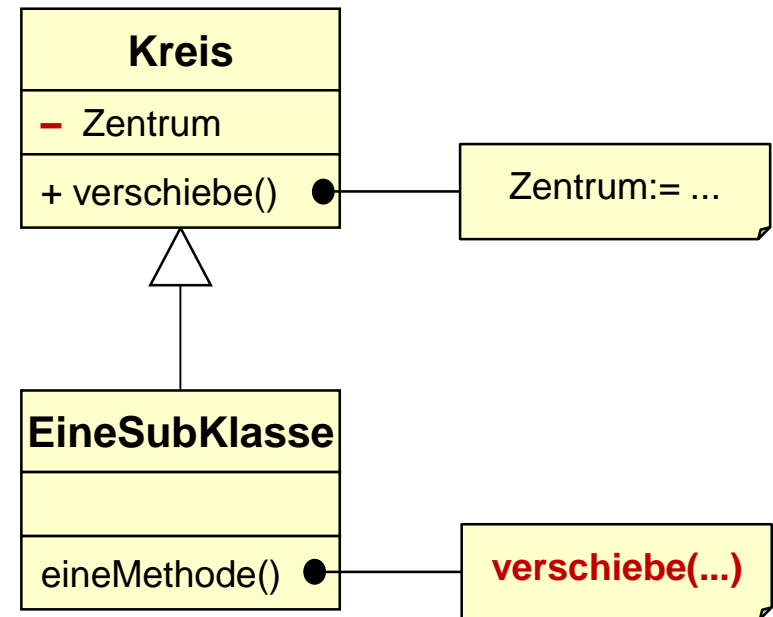 Kreis
– Zentrum
+ verschiebe()
Zentrum:= ...
EineSubKlasse
eineMethode()
verschiebe(...)